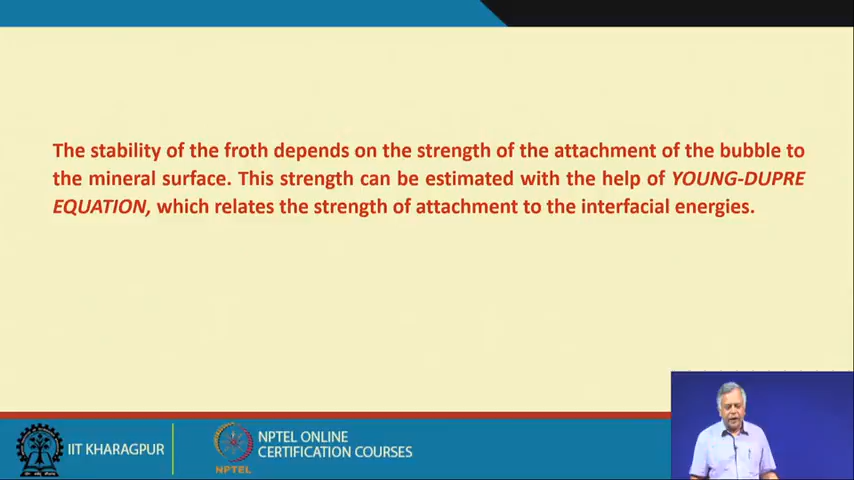 The stability of the froth depends on the strength of the attachment of the bubble to
the mineral surface. This strength can be estimated with the help of YOUNG-DUPRE
EQUATION, which relates the strength of attachment to the interfacial energies.
IIT KHARAGPUR
NPTEL
NPTEL ONLINE
CERTIFICATION COURSES